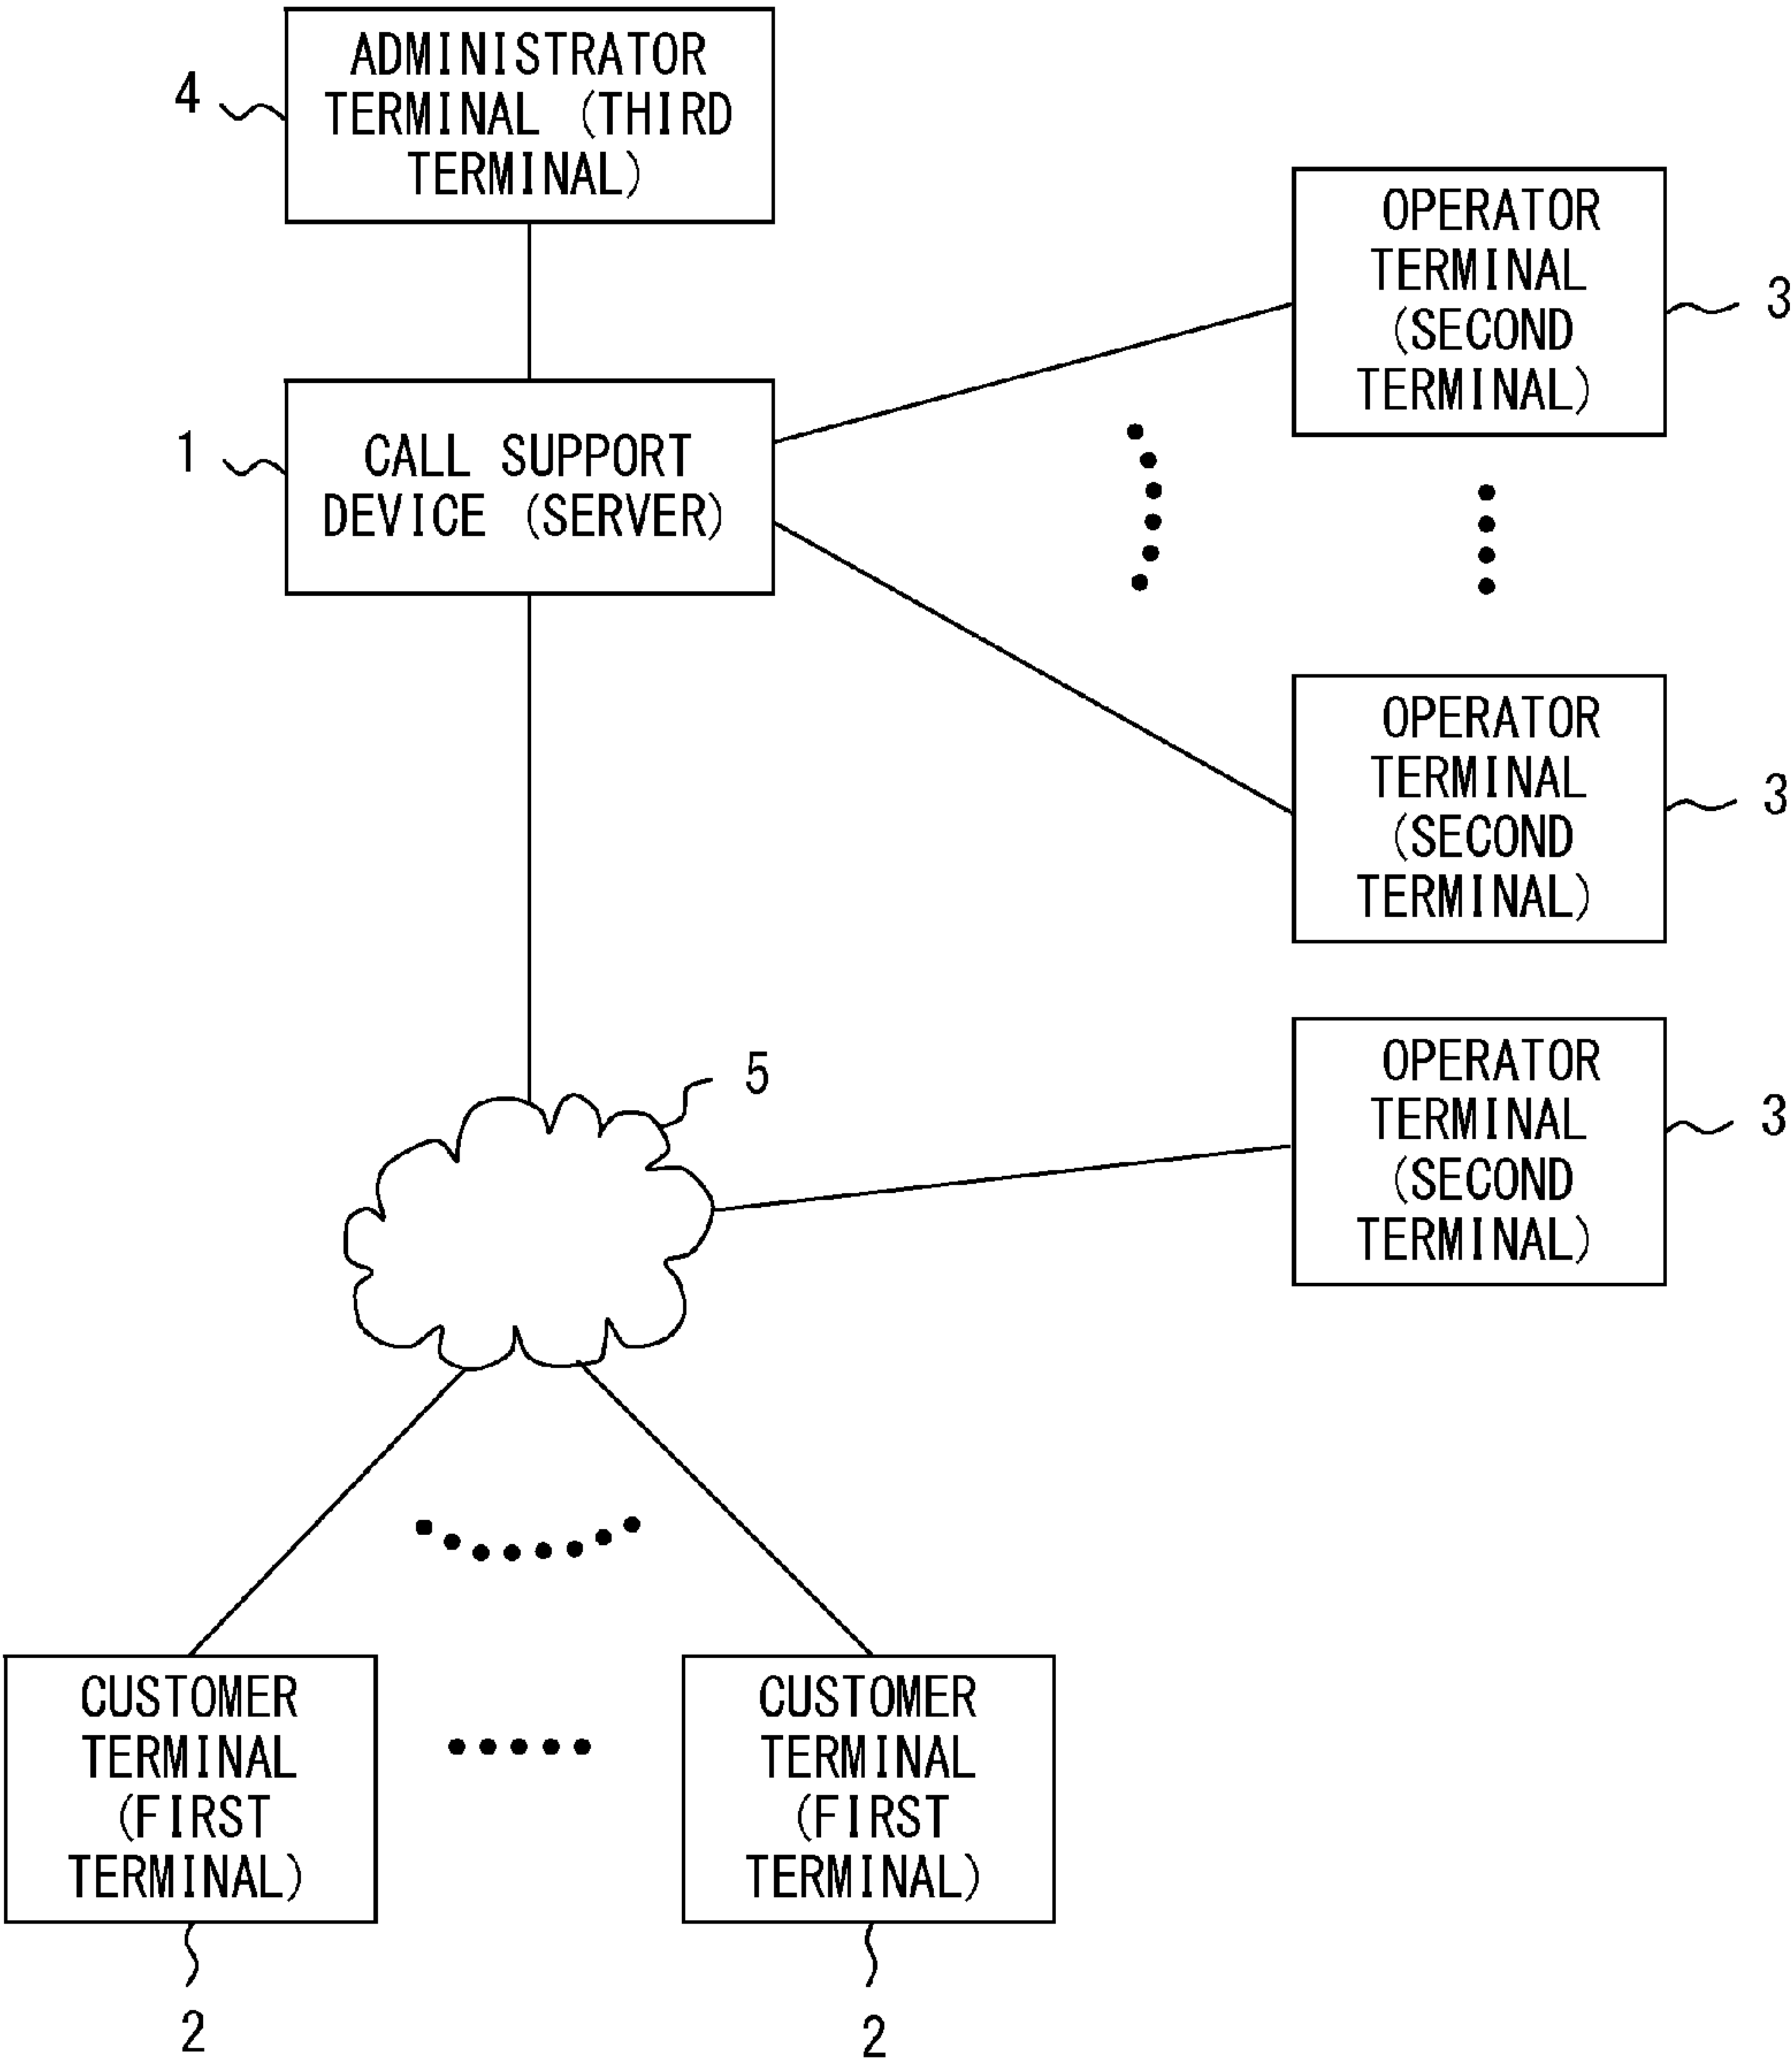 ADMINISTRATOR
TERMINAL (THIRD
TERMINAL)
4
OPERATOR
TERMINAL
(SECOND
TERMINAL)
3
CALL SUPPORT
DEVICE (SERVER)
1
OPERATOR
TERMINAL
(SECOND
TERMINAL)
3
OPERATOR
TERMINAL
(SECOND
TERMINAL)
3
5
CUSTOMER
TERMINAL
(FIRST
TERMINAL)
2
CUSTOMER
TERMINAL
(FIRST
TERMINAL)
2